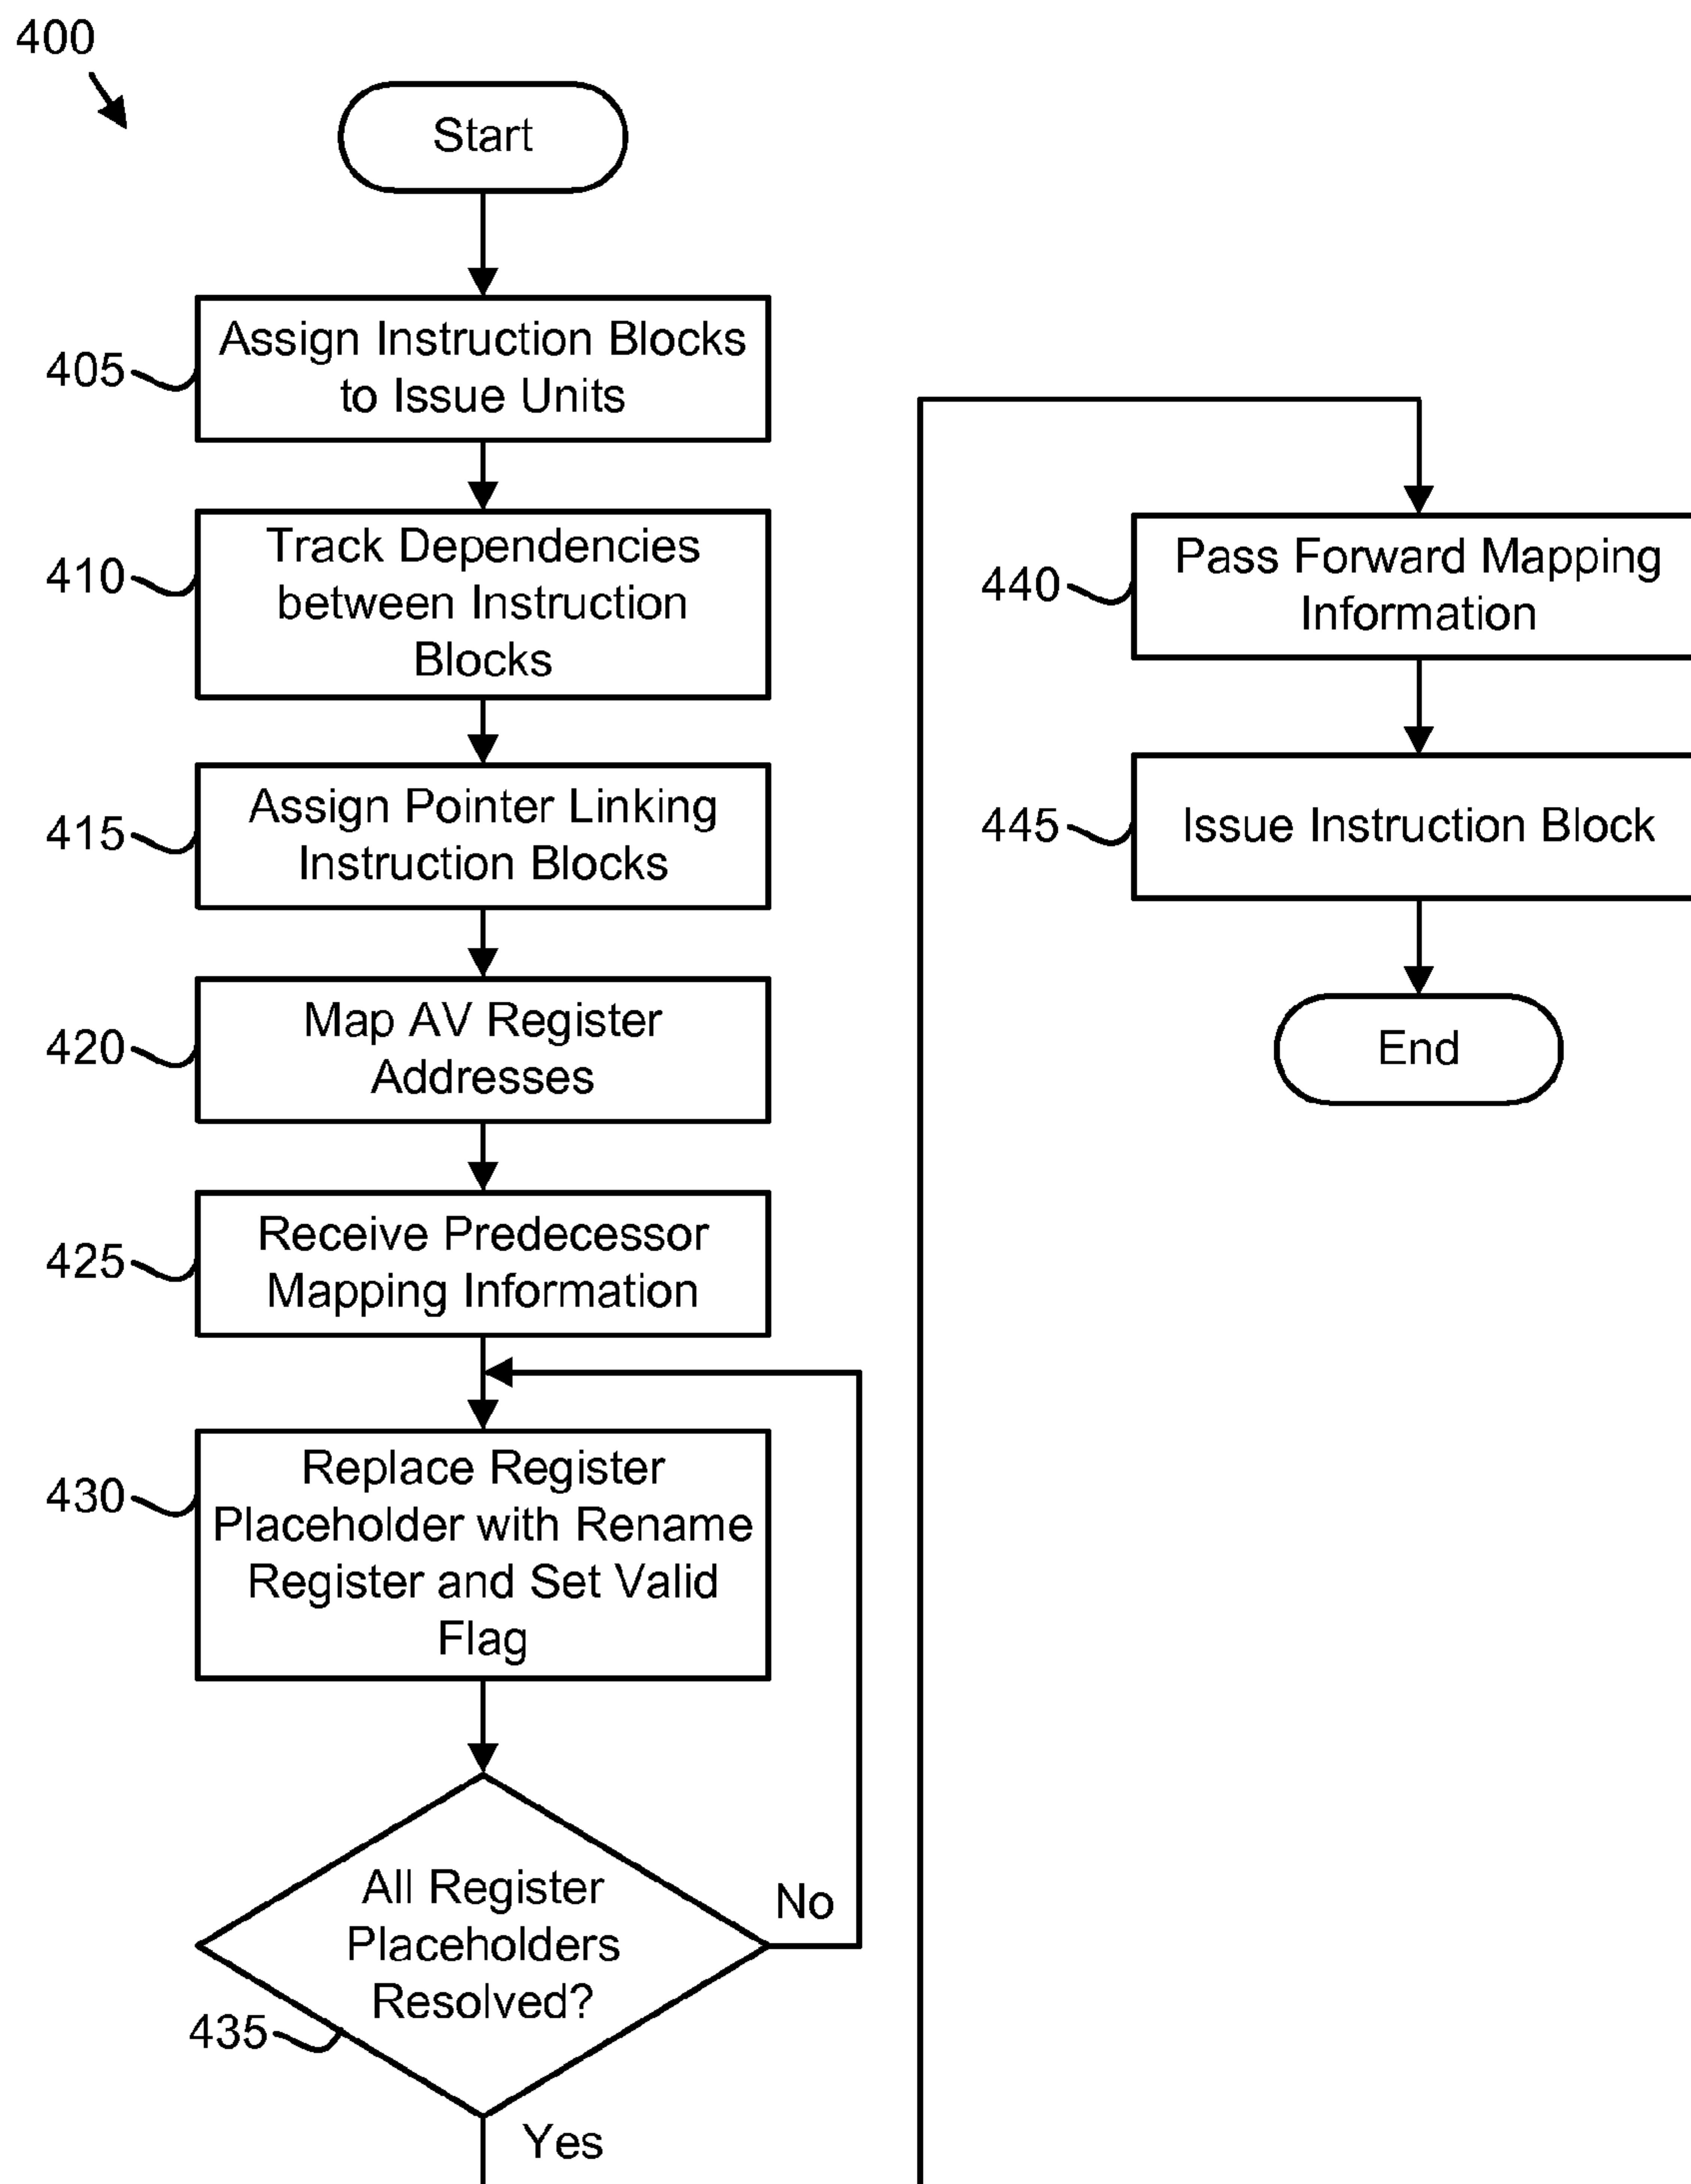 400
Start
405
Assign Instruction Blocks
to Issue Units
410
Track Dependencies
between Instruction
Blocks
415
Assign Pointer Linking
Instruction Blocks
420
Map AV Register
Addresses
425
Receive Predecessor
Mapping Information
430
Replace Register
Placeholder with Rename
Register and Set Valid
Flag
All Register
Placeholders
Resolved?
435
No
Yes
440
Pass Forward Mapping
Information
445
Issue Instruction Block
End